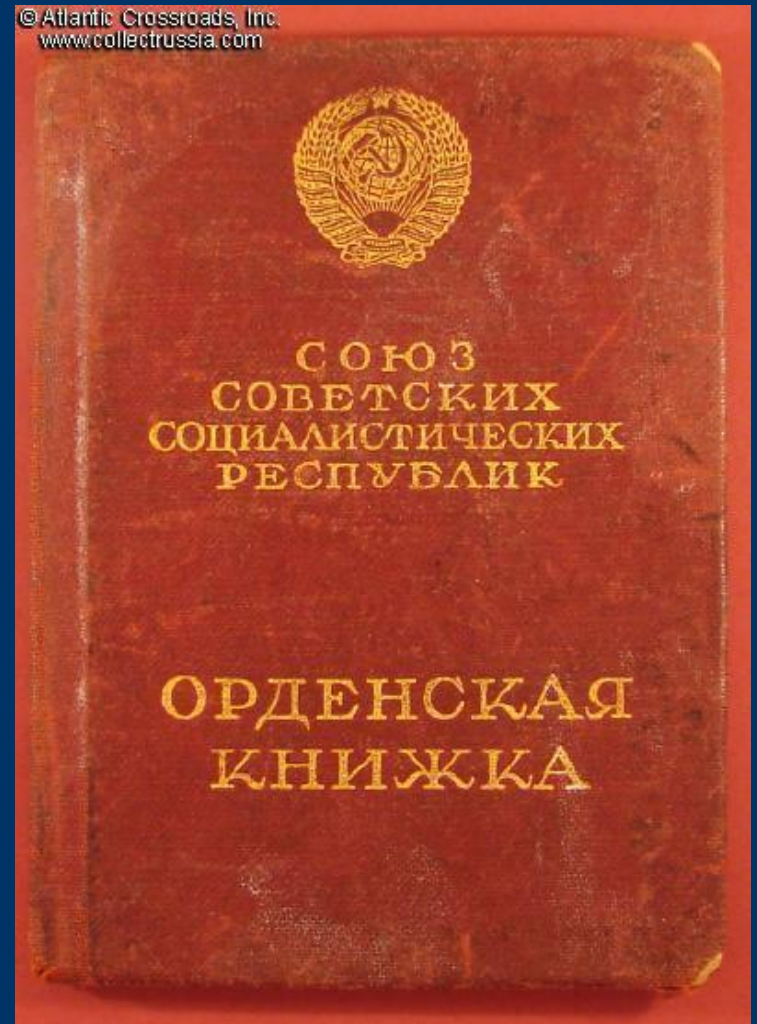 © Atlantic Crossroads, Inc.
www.collectrussia.com
СОЮЗ
СОВЕТСКИХ
СОЦИАЛИСТИЧЕСКИХ
РЕСПУБЛИК
ОРДЕНСКАЯ
КНИЖКА